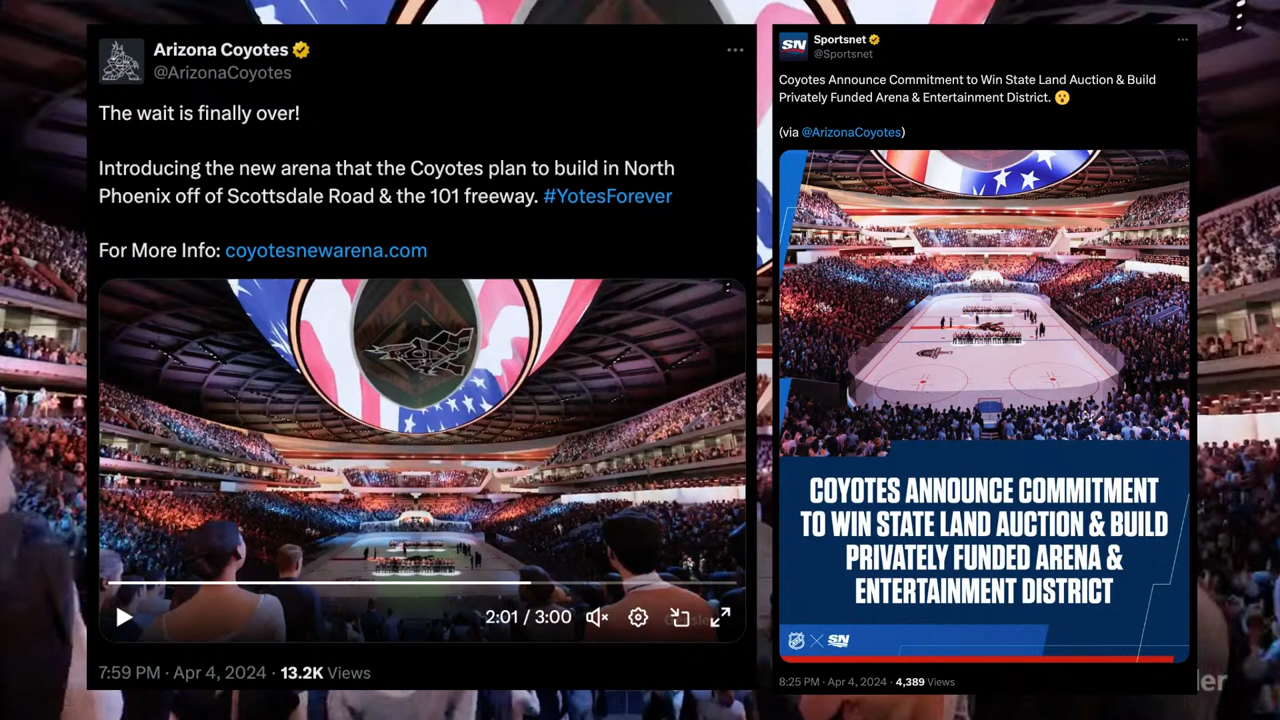 Arizona Coyotes
@ArizonaCoyotes
The wait is finally over!
Introducing the new arena that the Coyotes plan to build in North
Phoenix off of Scottsdale Road & the 101 freeway. #YotesForever
For More Info: coyotesnewarena.com
2:01 / 3:00
7:59 PM · Apr 4, 2024 · 13.2K Views
SN
Sportsnet
@Sportsnet
Coyotes Announce Commitment to Win State Land Auction & Build
Privately Funded Arena & Entertainment District. 😮
(via @ArizonaCoyotes)
COYOTES ANNOUNCE COMMITMENT
TO WIN STATE LAND AUCTION & BUILD
PRIVATELY FUNDED ARENA &
ENTERTAINMENT DISTRICT
NHL X SN
8:25 PM · Apr 4, 2024 · 4,389 Views